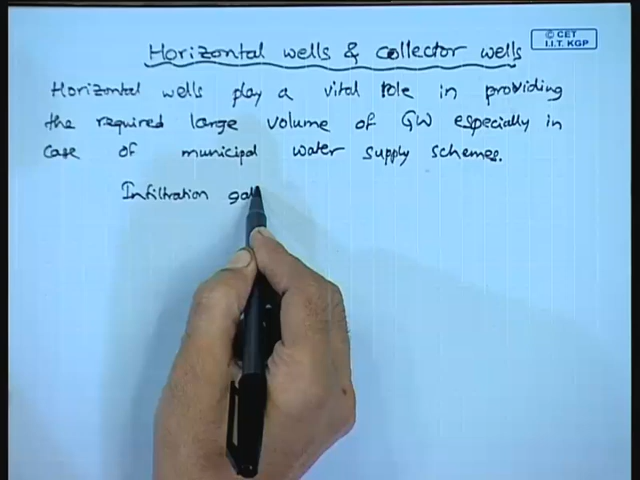 © CET
I.I.T. KGP
Horizontal wells & collector wells
Horizontal wells play a vital role in providing
the required large volume of GW especially in
case of municipal water supply schemes.
Infiltration gal